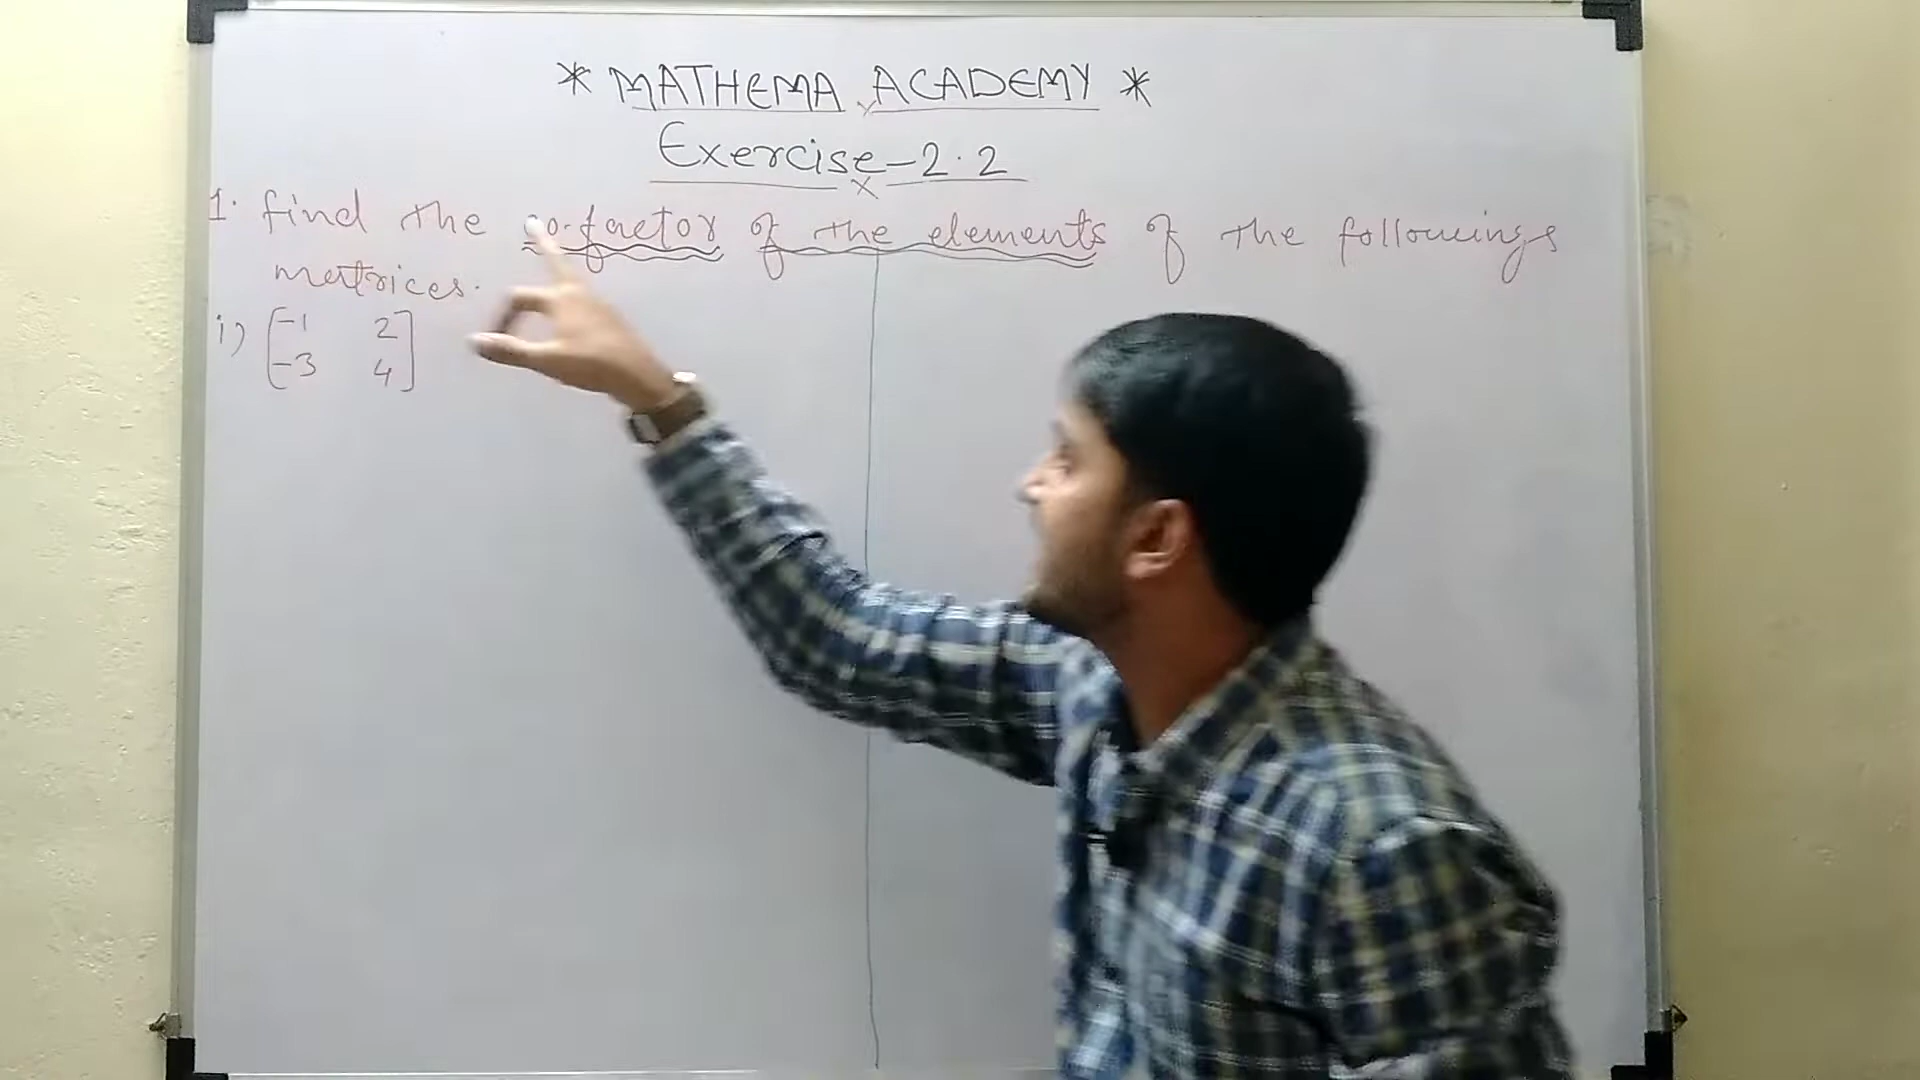 * MATHEMA ACADEMY *
Exercise-2.2
1. find the co-factor of the elements of the followings
matrices.
i) [-1 2
-3 4]